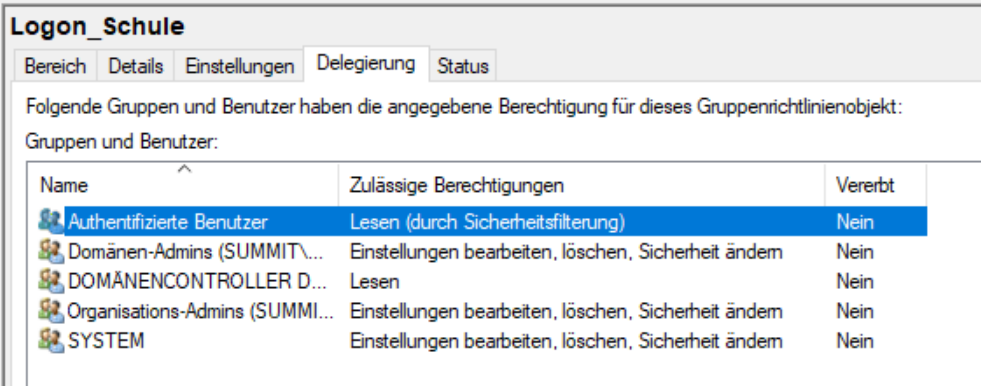 Logon_Schule
Bereich Details Einstellungen Delegierung Status
Folgende Gruppen und Benutzer haben die angegebene Berechtigung für dieses Gruppenrichtlinienobjekt:
Gruppen und Benutzer:
Name Zulässige Berechtigungen Vererbt
Authentifizierte Benutzer Lesen (durch Sicherheitsfilterung) Nein
Domänen-Admins (SUMMIT\... Einstellungen bearbeiten, löschen, Sicherheit ändern Nein
DOMÄNENCONTROLLER D... Lesen Nein
Organisations-Admins (SUMMI... Einstellungen bearbeiten, löschen, Sicherheit ändern Nein
SYSTEM Einstellungen bearbeiten, löschen, Sicherheit ändern Nein